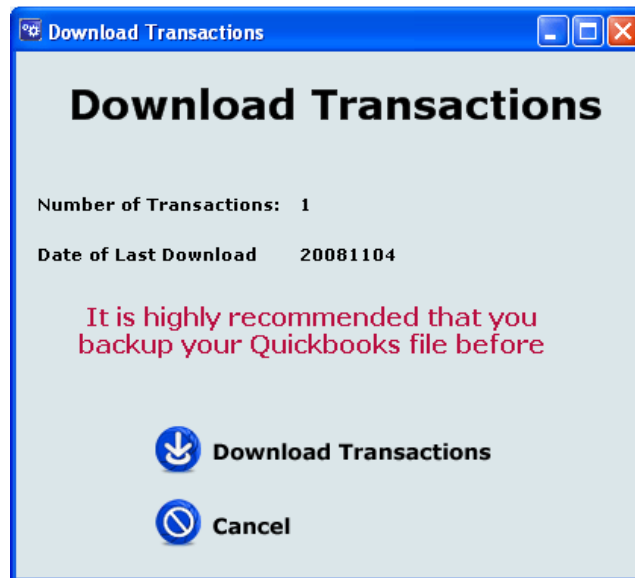 Download Transactions
Download Transactions
Number of Transactions: 1
Date of Last Download 20081104
It is highly recommended that you
backup your Quickbooks file before
Download Transactions
Cancel